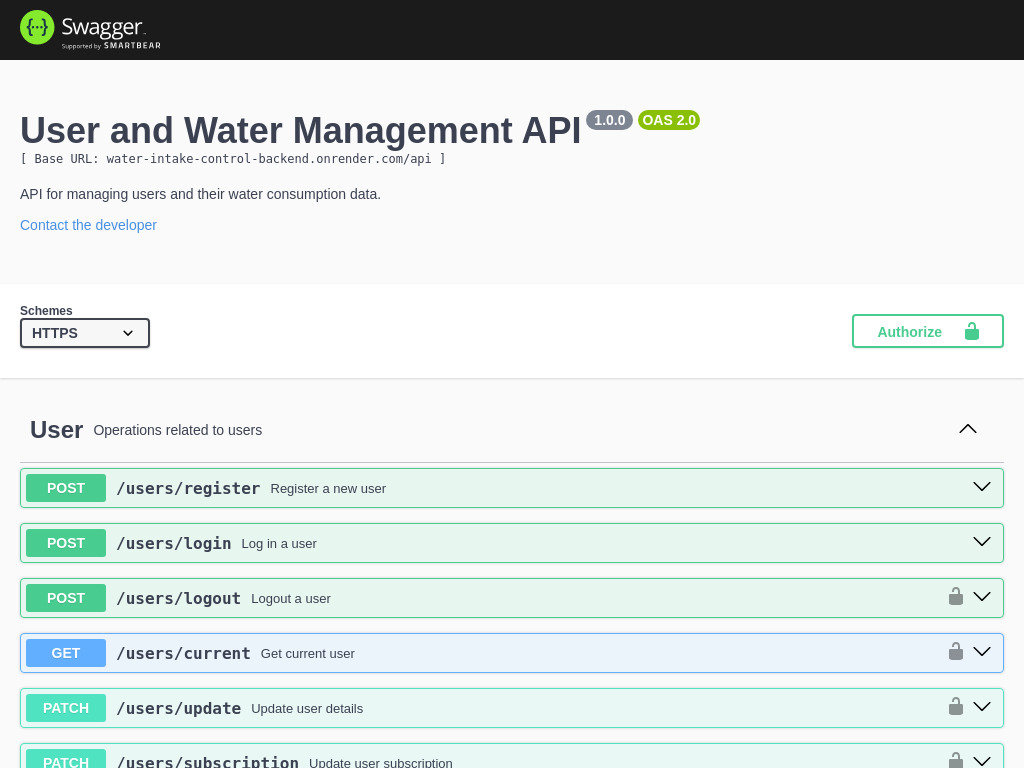 Swagger
Supported by SMARTBEAR
User and Water Management API 1.0.0 OAS 2.0
[ Base URL: water-intake-control-backend.onrender.com/api ]
API for managing users and their water consumption data.
Contact the developer
Schemes
HTTPS
Authorize
User Operations related to users
POST /users/register Register a new user
POST /users/login Log in a user
POST /users/logout Logout a user
GET /users/current Get current user
PATCH /users/update Update user details
PATCH /users/subscription Update user subscription